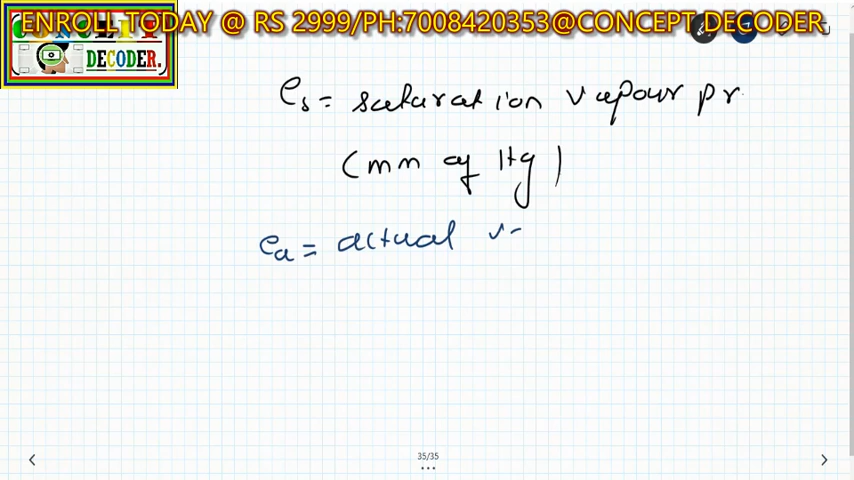 ENROLL TODAY @ RS 2999/PH:7008420353@CONCEPT DECODER.
DECODER.
es = saturation vapour pr
(mm of Hg)
ea = actual v
35/35